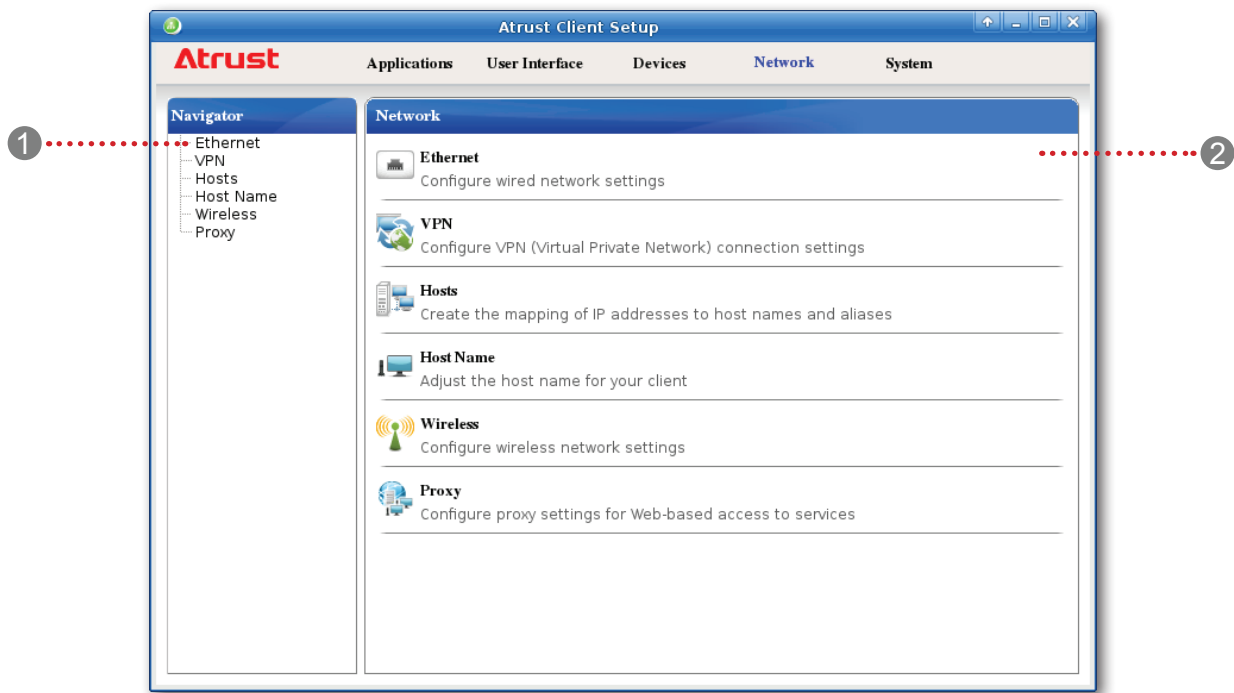 Atrust Client Setup
Atrust
Applications User Interface Devices Network System
Navigator
Ethernet
VPN
Hosts
Host Name
Wireless
Proxy
1
Network
Ethernet
Configure wired network settings
VPN
Configure VPN (Virtual Private Network) connection settings
Hosts
Create the mapping of IP addresses to host names and aliases
Host Name
Adjust the host name for your client
Wireless
Configure wireless network settings
Proxy
Configure proxy settings for Web-based access to services
2